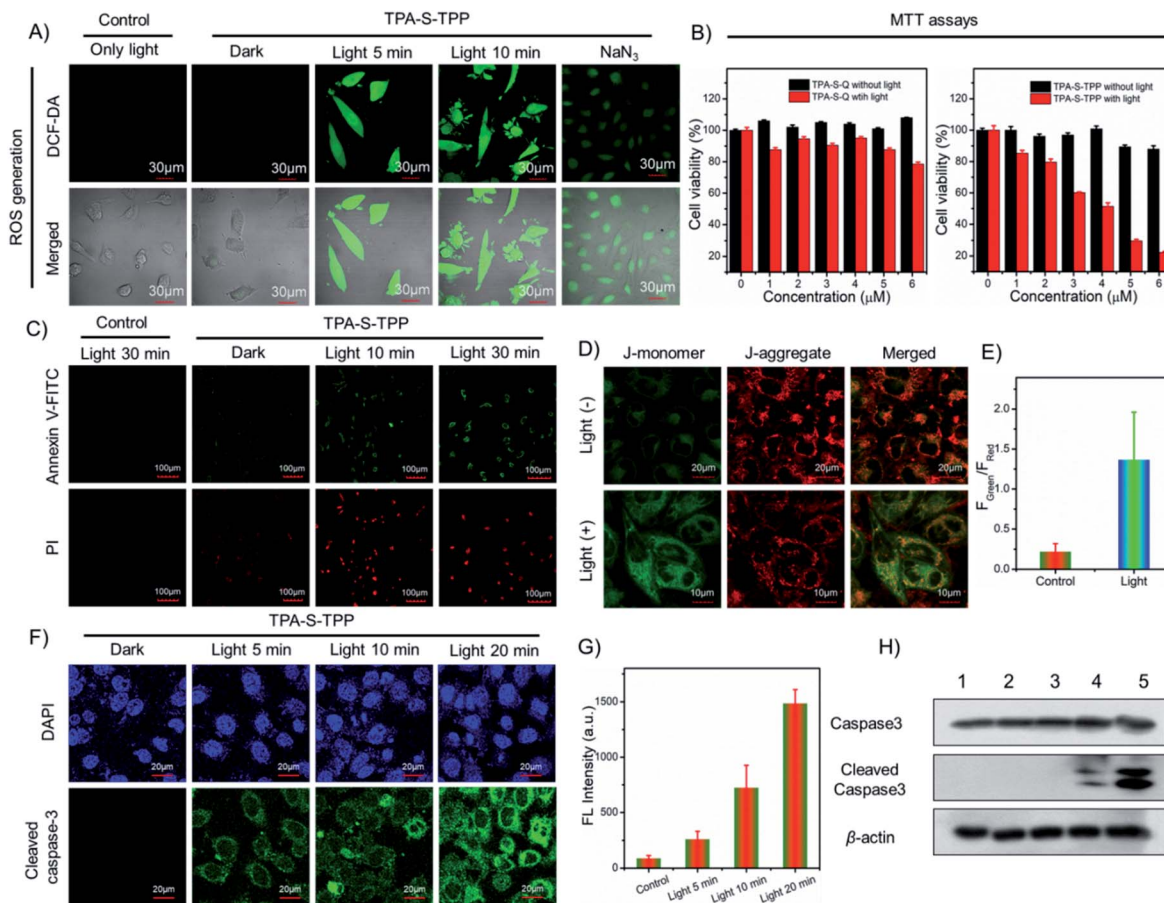 A)
Control
TPA-S-TPP
Only light
Dark
Light 5 min
Light 10 min
NaN3
ROS generation
DCF-DA
30μm
30μm
30μm
30μm
30μm
Merged
30μm
30μm
30μm
30μm
30μm
B)
MTT assays
TPA-S-Q without light
TPA-S-Q wtih light
Cell viability (%)
120
100
80
60
40
20
0 1 2 3 4 5 6
Concentration (μM)
TPA-S-TPP without light
TPA-S-TPP with light
Cell viability (%)
120
100
80
60
40
20
0 1 2 3 4 5 6
Concentration (μM)
C)
Control
TPA-S-TPP
Light 30 min
Dark
Light 10 min
Light 30 min
Annexin V-FITC
100μm
100μm
100μm
100μm
PI
100μm
100μm
100μm
100μm
D)
J-monomer
J-aggregate
Merged
Light (-)
20μm
20μm
20μm
Light (+)
10μm
10μm
10μm
E)
FGreen/FRed
2.0
1.5
1.0
0.5
0.0
Control
Light
F)
TPA-S-TPP
Dark
Light 5 min
Light 10 min
Light 20 min
DAPI
20μm
20μm
20μm
20μm
Cleaved
caspase-3
20μm
20μm
20μm
20μm
G)
FL Intensity (a.u.)
1500
1000
500
0
Control
Light 5 min
Light 10 min
Light 20 min
H)
1 2 3 4 5
Caspase3
Cleaved
Caspase3
β-actin